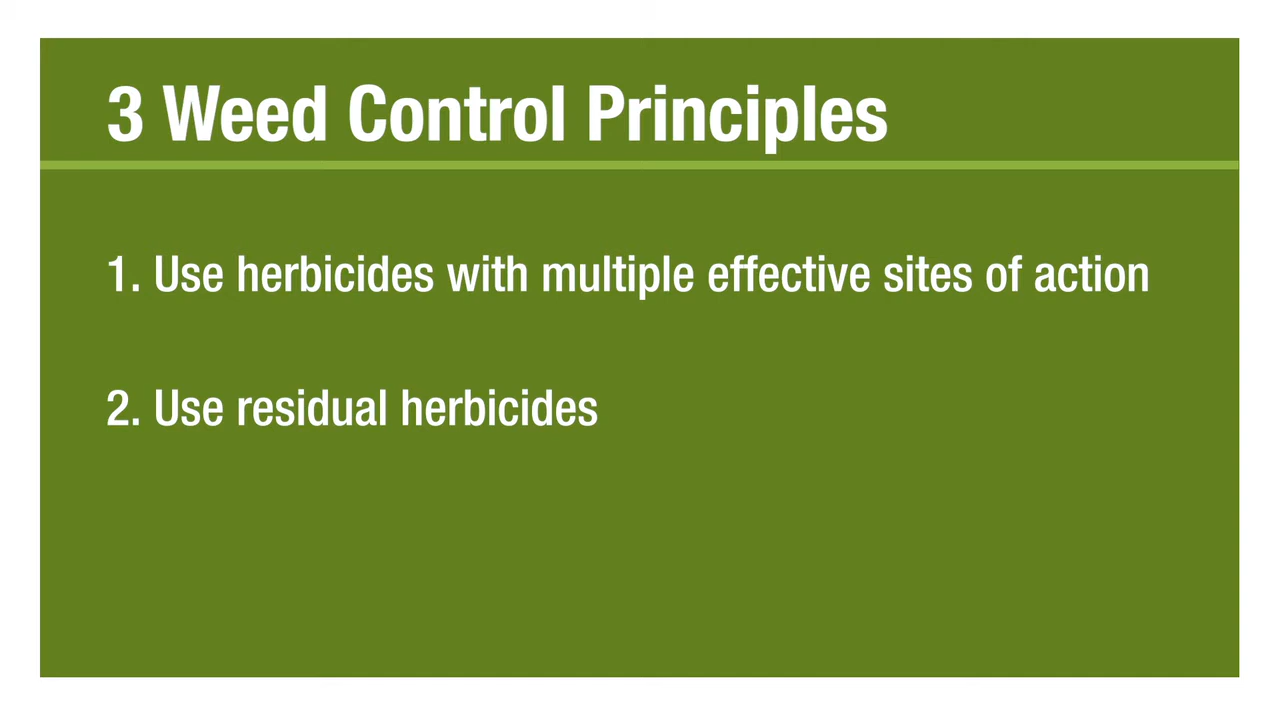 3 Weed Control Principles
1. Use herbicides with multiple effective sites of action
2. Use residual herbicides